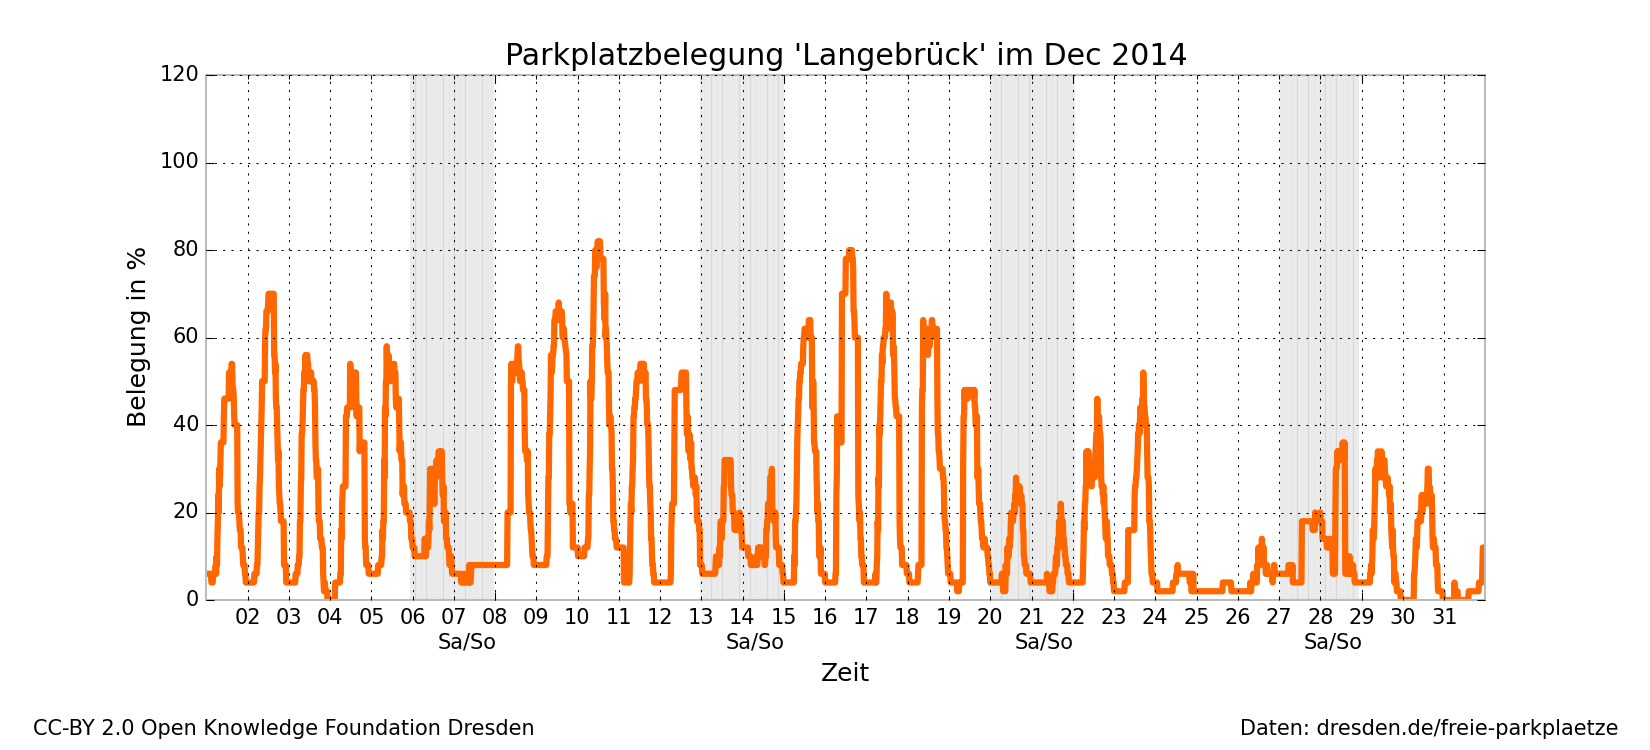 Parkplatzbelegung 'Langebrück' im Dec 2014
120
100
80
60
40
20
0
Belegung in %
02 03 04 05 06 07 08 09 10 11 12 13 14 15 16 17 18 19 20 21 22 23 24 25 26 27 28 29 30 31
Sa/So Sa/So Sa/So Sa/So
Zeit
CC-BY 2.0 Open Knowledge Foundation Dresden
Daten: dresden.de/freie-parkplaetze